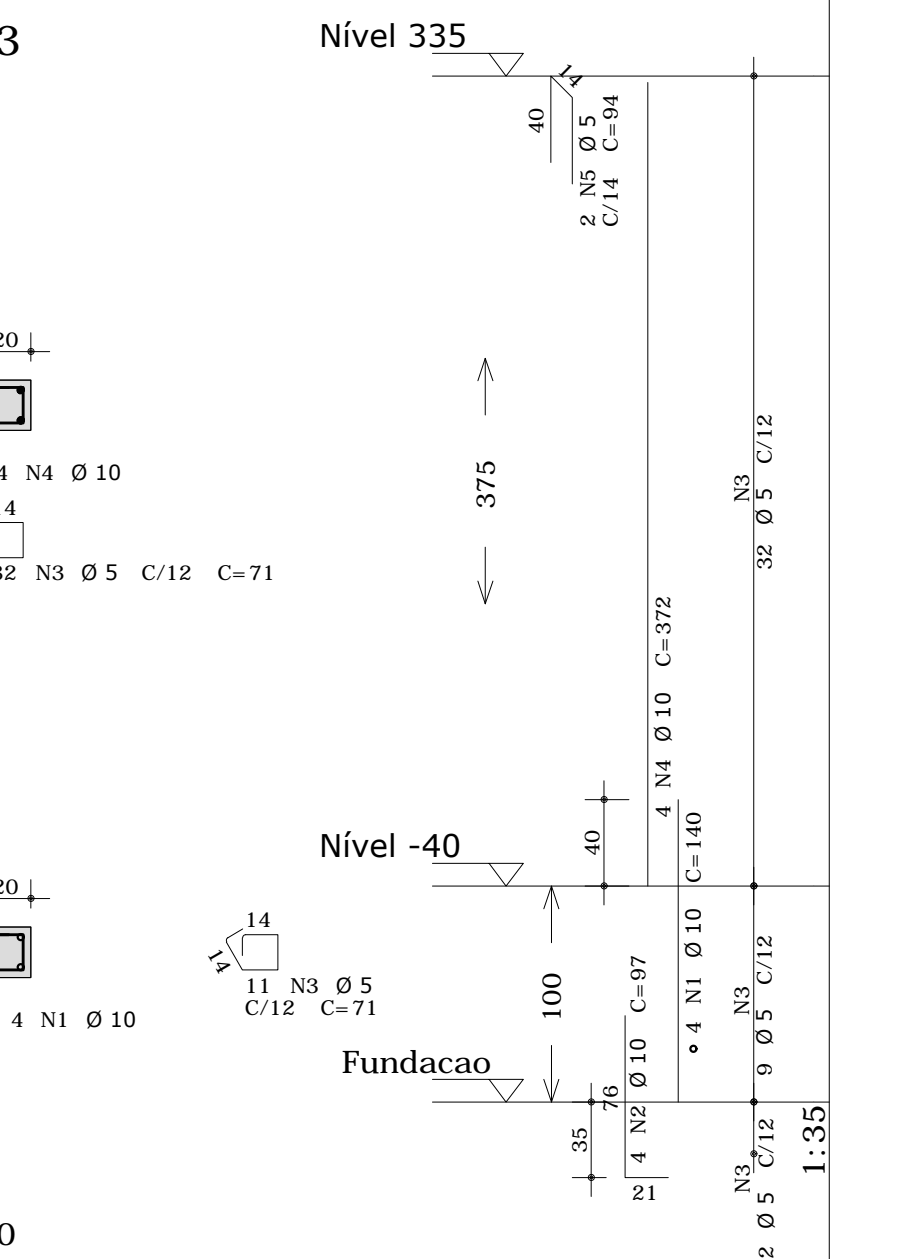 3
Nível 335
14
40
2 N5 Ø 5
C/14 C=94
20
4 N4 Ø 10
14
32 N3 Ø 5 C/12 C=71
375
N3
32 Ø 5 C/12
4 N4 Ø 10 C=372
40
Nível -40
4 N1 Ø 10 C=140
20
14
14
11 N3 Ø 5
C/12 C=71
4 N1 Ø 10
100
4 N2 Ø 10 C=97
N3
9 Ø 5 C/12
Fundacao
76
35
21
N3
2 Ø 5 C/12
1:35
0